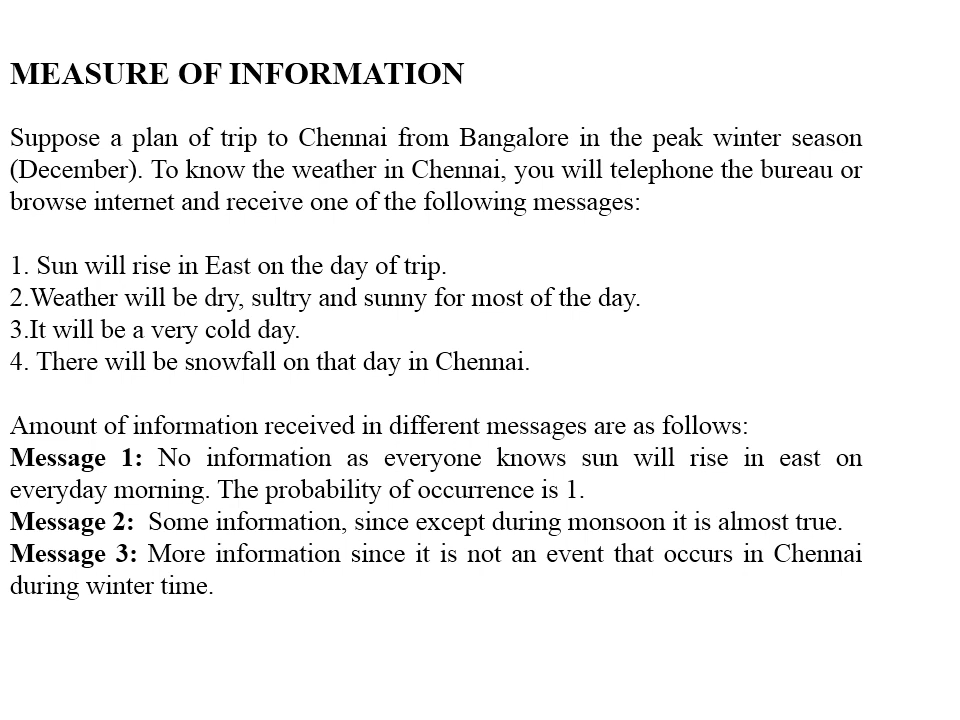 MEASURE OF INFORMATION
Suppose a plan of trip to Chennai from Bangalore in the peak winter season
(December). To know the weather in Chennai, you will telephone the bureau or
browse internet and receive one of the following messages:
1. Sun will rise in East on the day of trip.
2.Weather will be dry, sultry and sunny for most of the day.
3.It will be a very cold day.
4. There will be snowfall on that day in Chennai.
Amount of information received in different messages are as follows:
Message 1: No information as everyone knows sun will rise in east on
everyday morning. The probability of occurrence is 1.
Message 2: Some information, since except during monsoon it is almost true.
Message 3: More information since it is not an event that occurs in Chennai
during winter time.